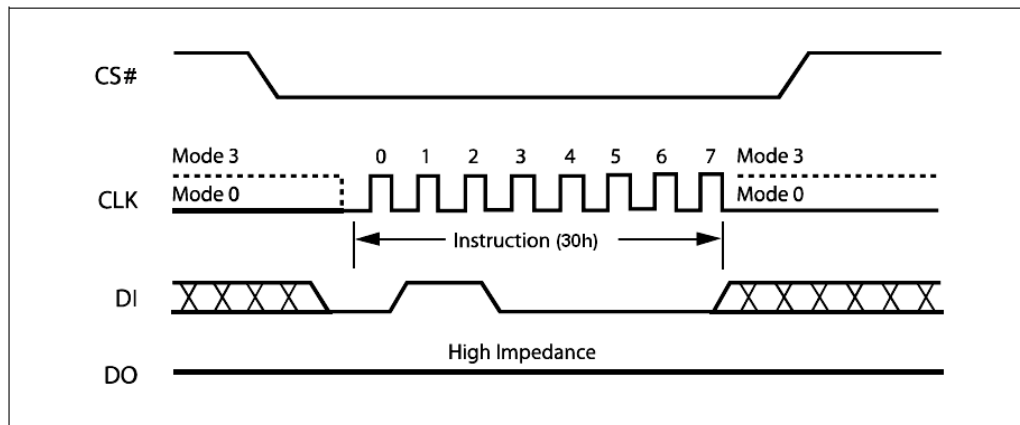 CS#
Mode 3 0 1 2 3 4 5 6 7 Mode 3
CLK Mode 0 Mode 0
Instruction (30h)
DI
High Impedance
DO